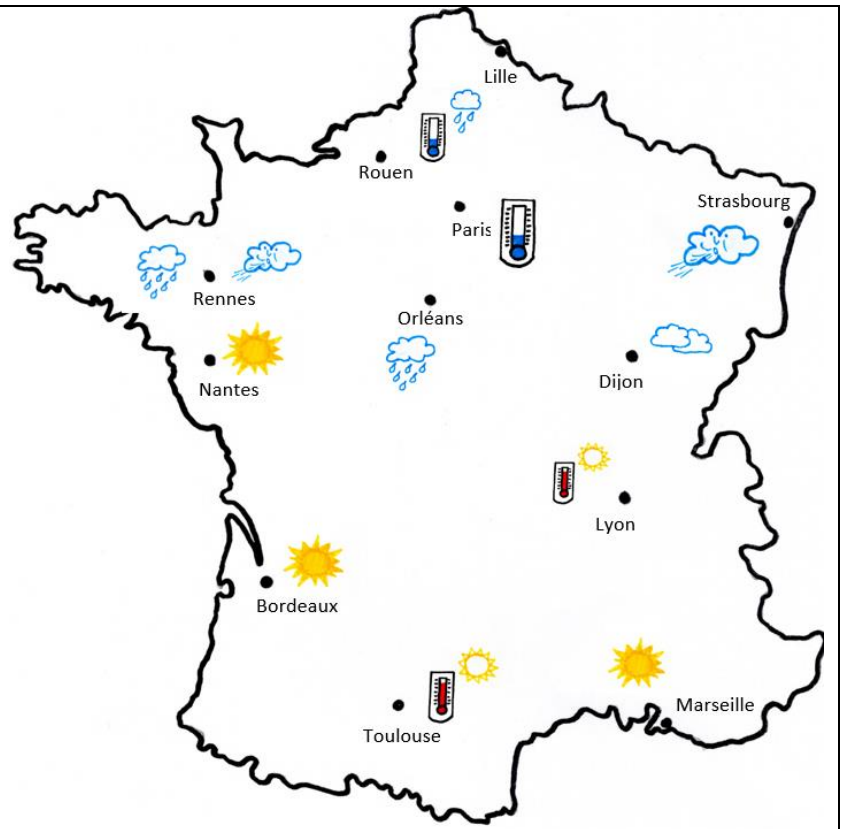 Lille
Rouen
Strasbourg
Paris
Rennes
Orléans
Nantes
Dijon
Lyon
Bordeaux
Marseille
Toulouse